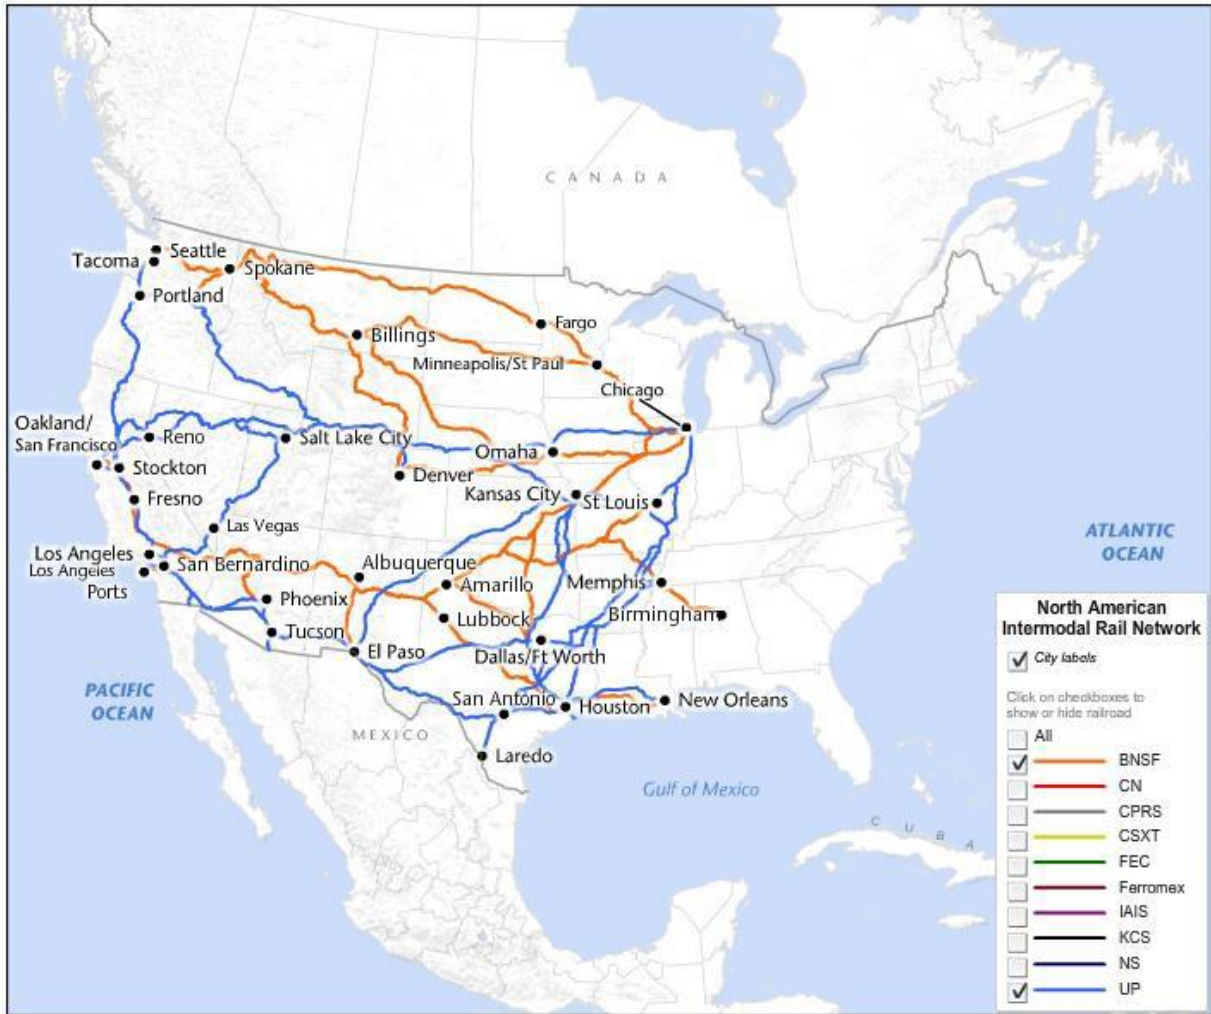 CANADA
Seattle
Tacoma
Spokane
Portland
Fargo
Billings
Minneapolis/St Paul
Chicago
Oakland/
San Francisco
Reno
Salt Lake City
Omaha
Stockton
Denver
Kansas City
St Louis
Fresno
Las Vegas
ATLANTIC
OCEAN
Los Angeles
Los Angeles
Ports
San Bernardino
Albuquerque
Amarillo
Memphis
Phoenix
Lubbock
Birmingham
Tucson
El Paso
Dallas/Ft Worth
PACIFIC
OCEAN
San Antonio
Houston
New Orleans
MEXICO
Laredo
Gulf of Mexico
CUBA
North American
Intermodal Rail Network
City labels
Click on checkboxes to
show or hide railroad
All
BNSF
CN
CPRS
CSXT
FEC
Ferromex
IAIS
KCS
NS
UP